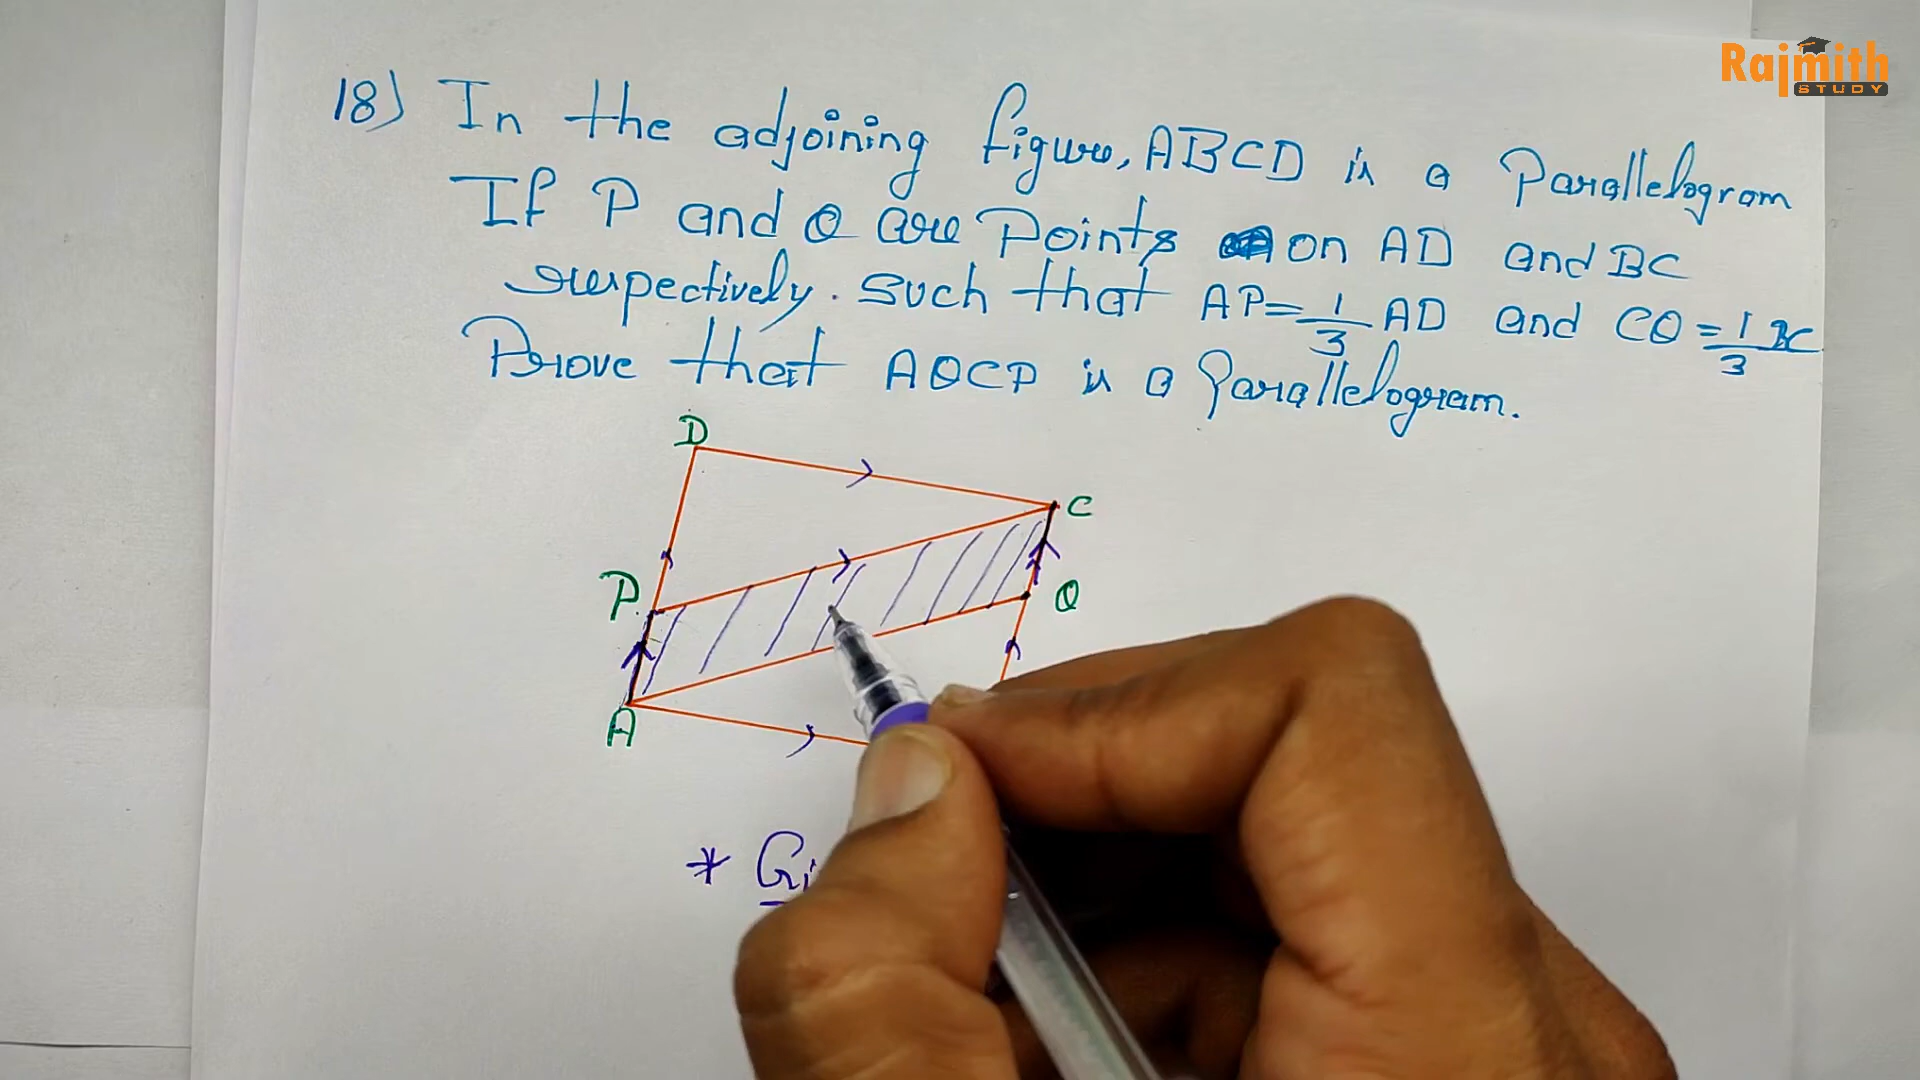 Rajmith
STUDY
18) In the adjoining figure, ABCD is a Parallelogram
If P and Q are Points on AD and BC
respectively. Such that AP=1/3 AD and CQ=1/3 BC
Prove that AQCP is a Parallelogram.
D
C
P
Q
A
* Gi